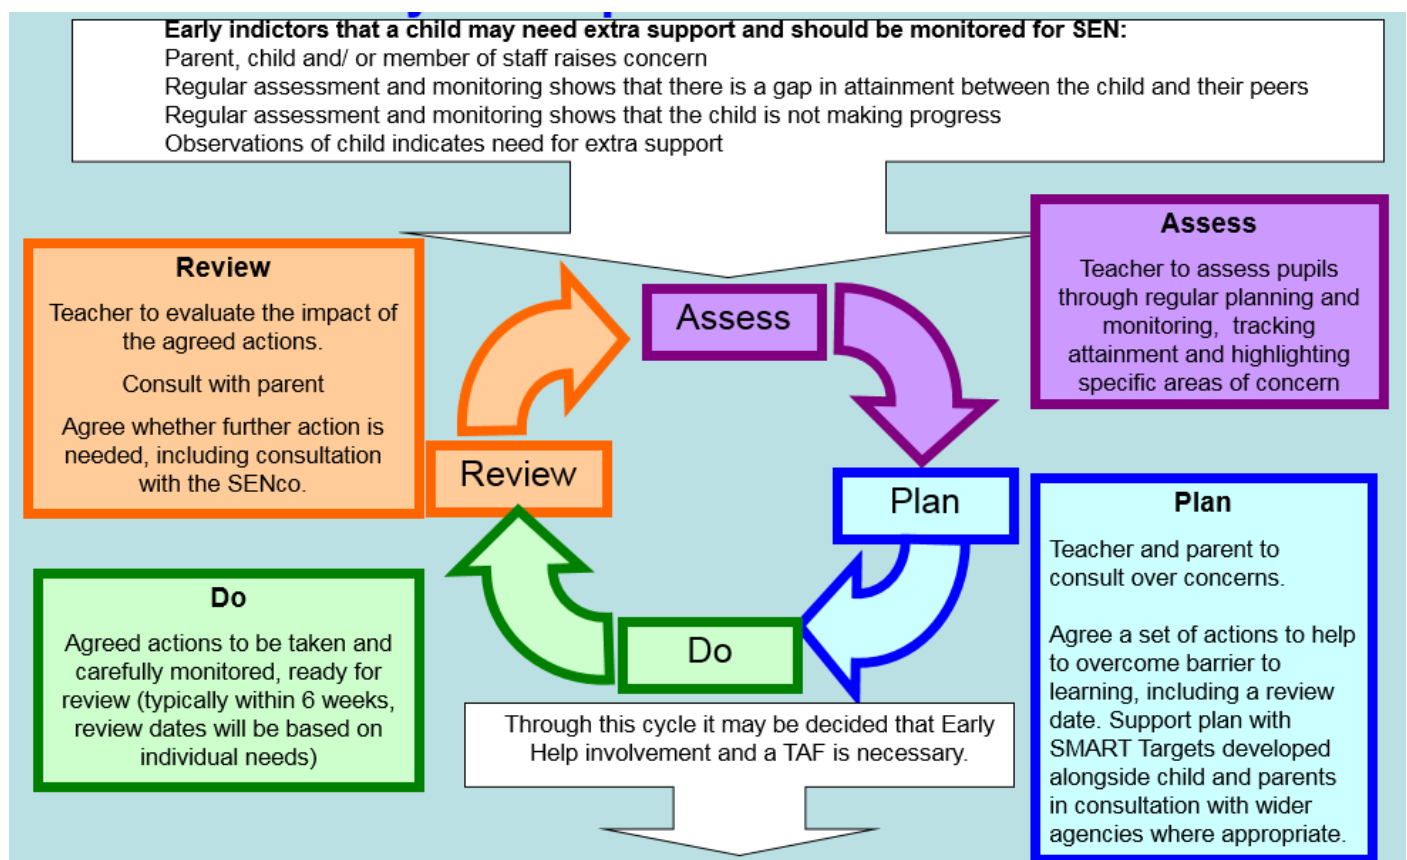 Early indictors that a child may need extra support and should be monitored for SEN:
Parent, child and/ or member of staff raises concern
Regular assessment and monitoring shows that there is a gap in attainment between the child and their peers
Regular assessment and monitoring shows that the child is not making progress
Observations of child indicates need for extra support
Assess
Teacher to assess pupils
through regular planning and
monitoring, tracking
attainment and highlighting
specific areas of concern
Review
Teacher to evaluate the impact of
the agreed actions.
Consult with parent
Agree whether further action is
needed, including consultation
with the SENco.
Assess
Review
Plan
Do
Plan
Teacher and parent to
consult over concerns.
Agree a set of actions to help
to overcome barrier to
learning, including a review
date. Support plan with
SMART Targets developed
alongside child and parents
in consultation with wider
agencies where appropriate.
Do
Agreed actions to be taken and
carefully monitored, ready for
review (typically within 6 weeks,
review dates will be based on
individual needs)
Through this cycle it may be decided that Early
Help involvement and a TAF is necessary.